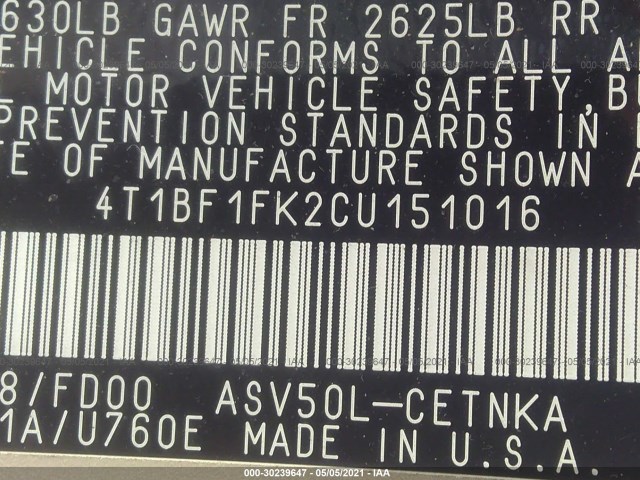 630LB GAWR FR 2625LB RR
EHICLE CONFORMS TO ALL A
MOTOR VEHICLE SAFETY, B
PREVENTION STANDARDS IN
E OF MANUFACTURE SHOWN A
4T1BF1FK2CU151016
8/FD00 ASV50L-CETNKA
1A/U760E MADE IN U.S.A.
000-30239647 - 05/05/2021 - IAA